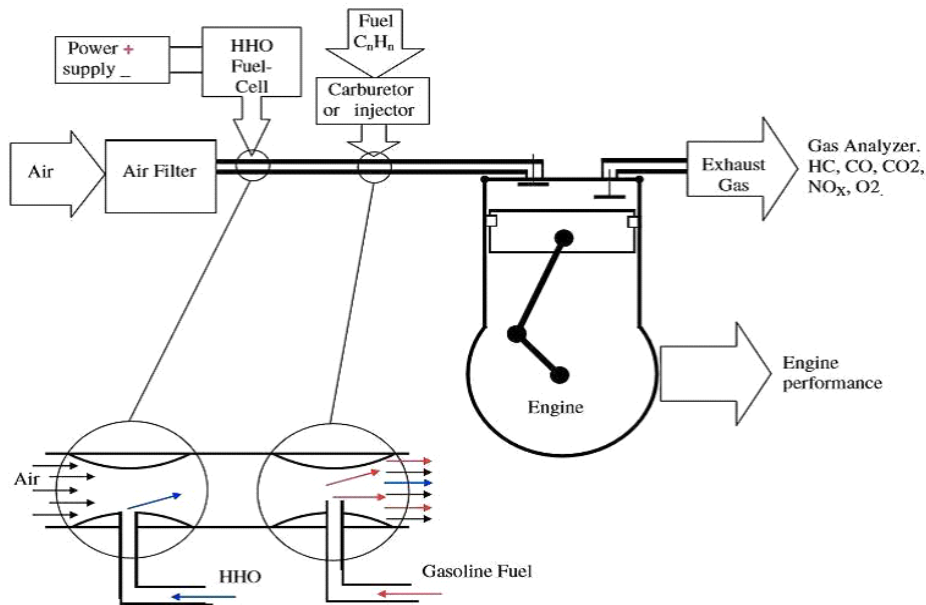 Power +
supply _
HHO
Fuel-
Cell
Fuel
CₙHₙ
Carburetor
or injector
Air
Air Filter
Exhaust
Gas
Gas Analyzer.
HC, CO, CO2,
NOX, O2.
Engine
Engine
performance
Air
HHO
Gasoline Fuel